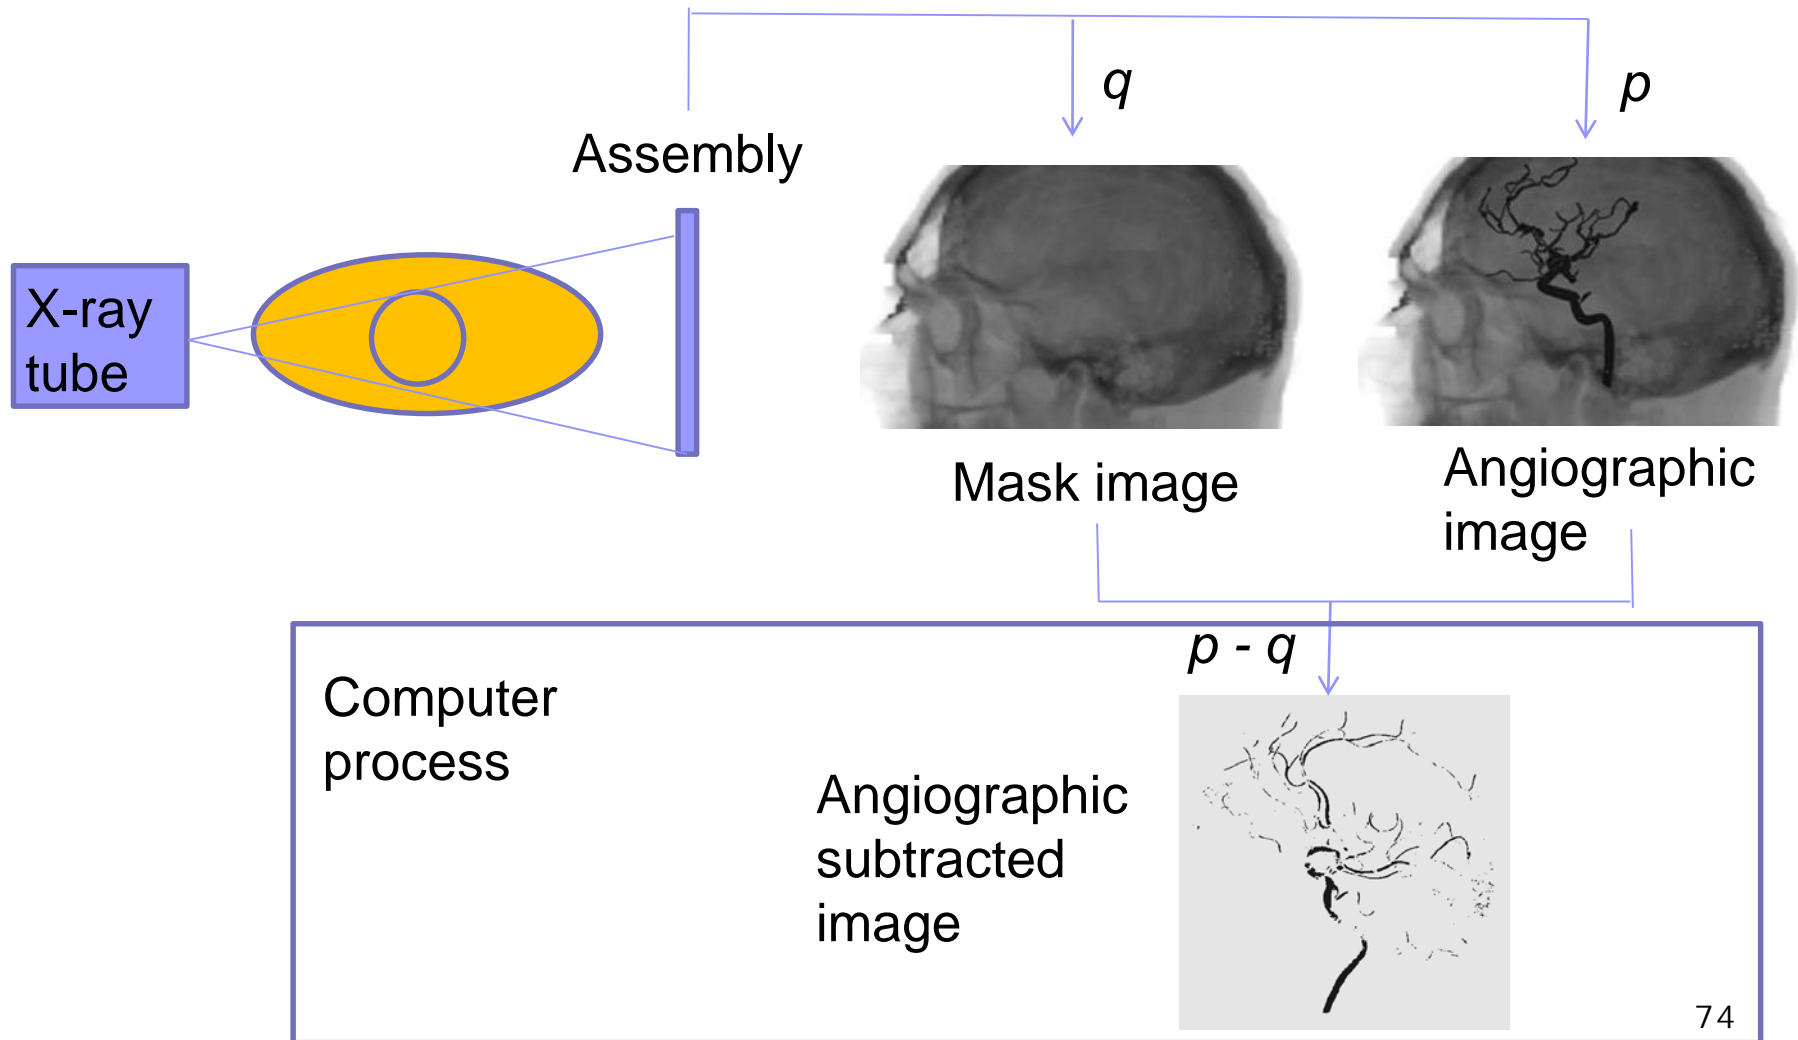 q
p
Assembly
X-ray
tube
Mask image
Angiographic
image
p - q
Computer
process
Angiographic
subtracted
image
74